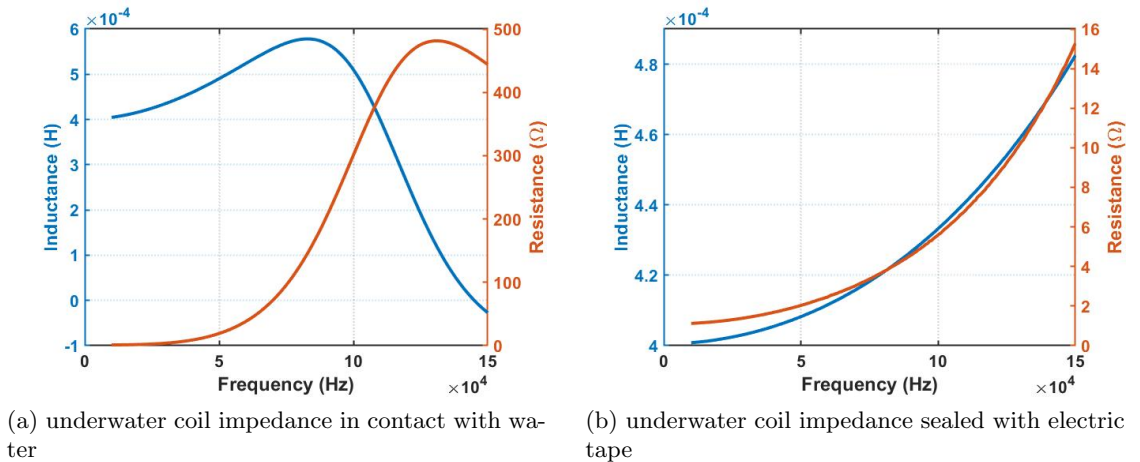 ×10⁻⁴
6
5
4
3
2
1
0
-1
Inductance (H)
500
400
300
200
100
0
Resistance (Ω)
0 5 10 15
Frequency (Hz)
×10⁴
(a) underwater coil impedance in contact with wa-
ter
×10⁻⁴
4.8
4.6
4.4
4.2
4
Inductance (H)
16
14
12
10
8
6
4
2
0
Resistance (Ω)
0 5 10 15
Frequency (Hz)
×10⁴
(b) underwater coil impedance sealed with electric
tape